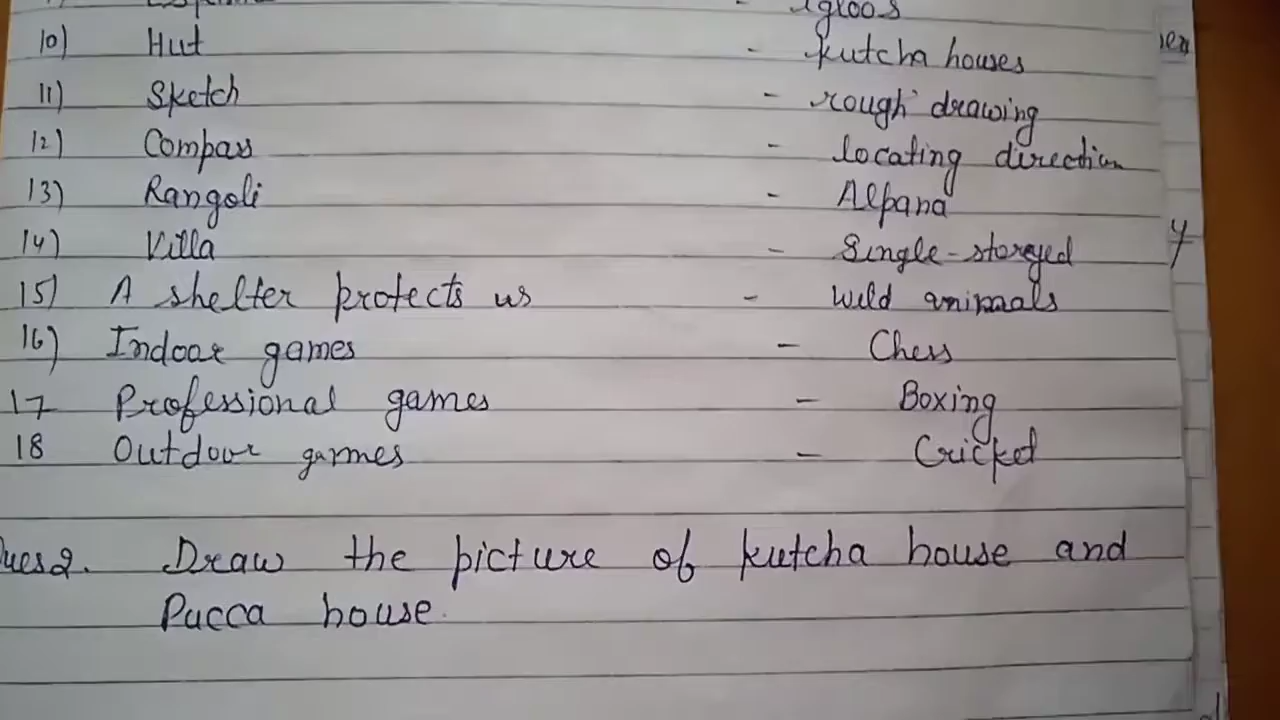 Igloos
10) Hut - kutcha houses
11) Sketch - rough drawing
12) Compass - locating direction
13) Rangoli - Alpana
14) Villa - Single-storeyed
15) A shelter protects us - wild animals
16) Indoor games - Chess
17 Professional games - Boxing
18 Outdoor games - Cricket
Ques2. Draw the picture of kutcha house and
Pucca house.